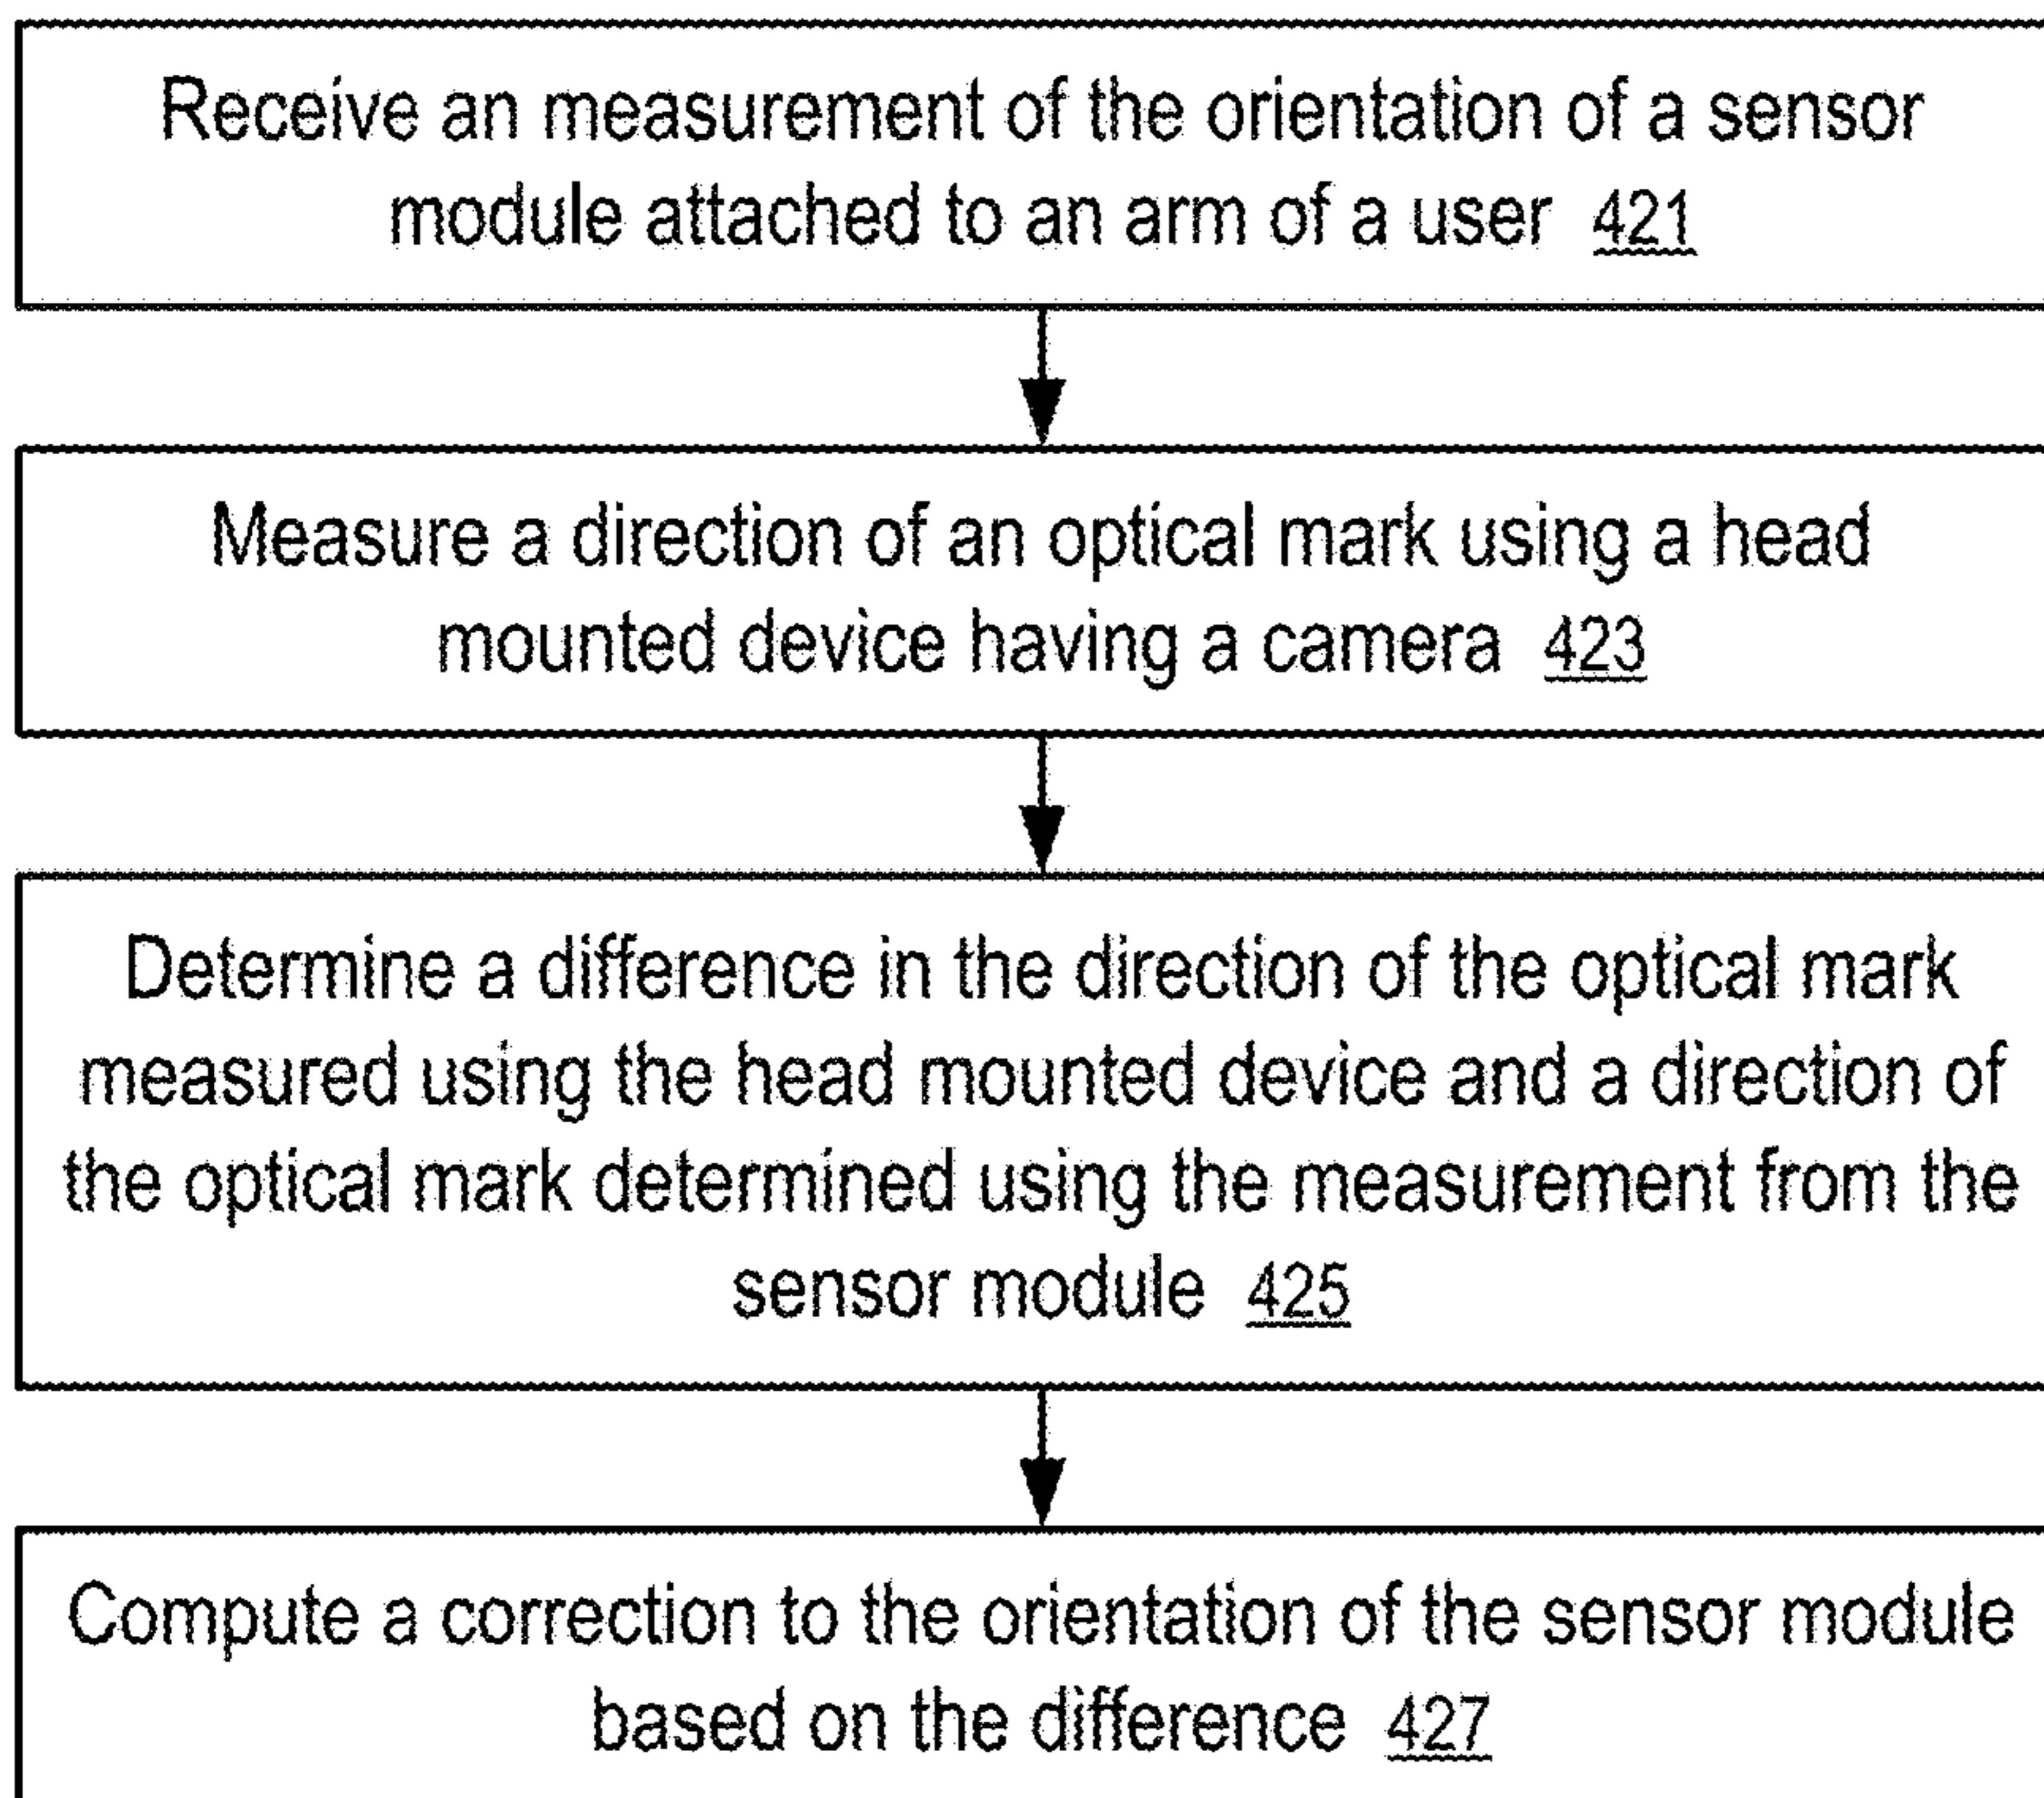 Receive an measurement of the orientation of a sensor
module attached to an arm of a user 421
Measure a direction of an optical mark using a head
mounted device having a camera 423
Determine a difference in the direction of the optical mark
measured using the head mounted device and a direction of
the optical mark determined using the measurement from the
sensor module 425
Compute a correction to the orientation of the sensor module
based on the difference 427